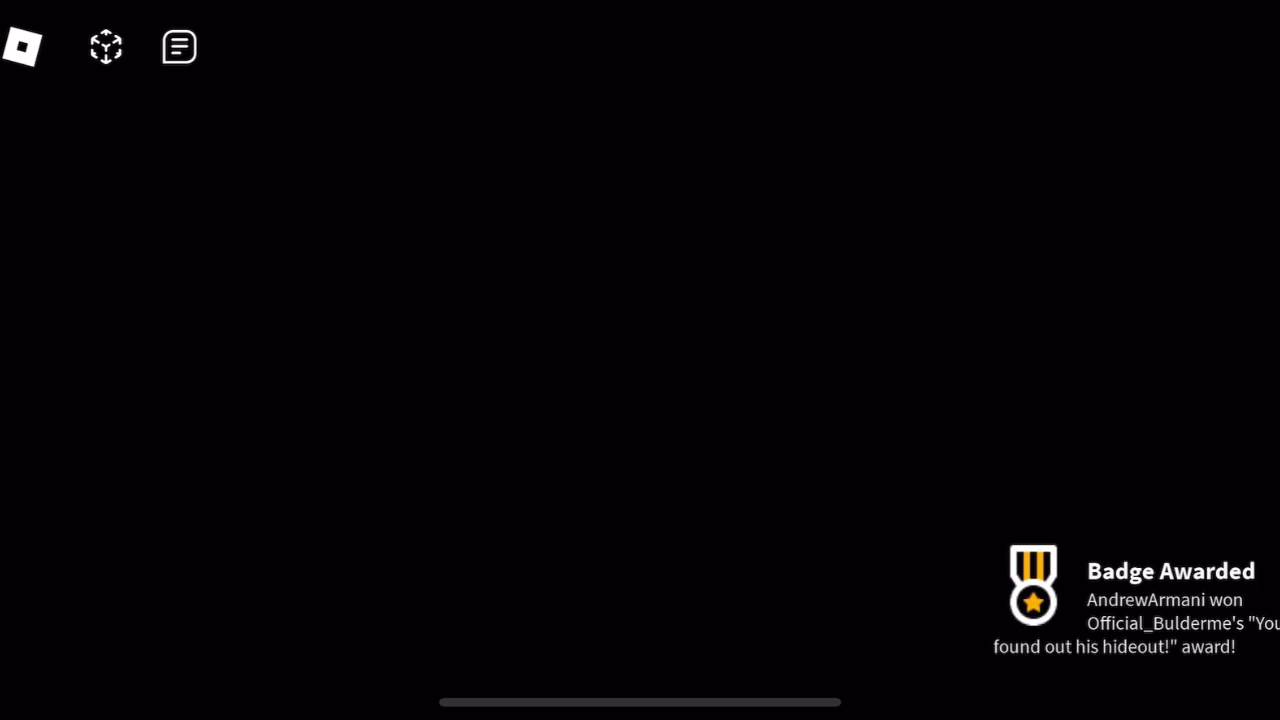 Badge Awarded
AndrewArmani won
Official_Bulderme's "You
found out his hideout!" award!